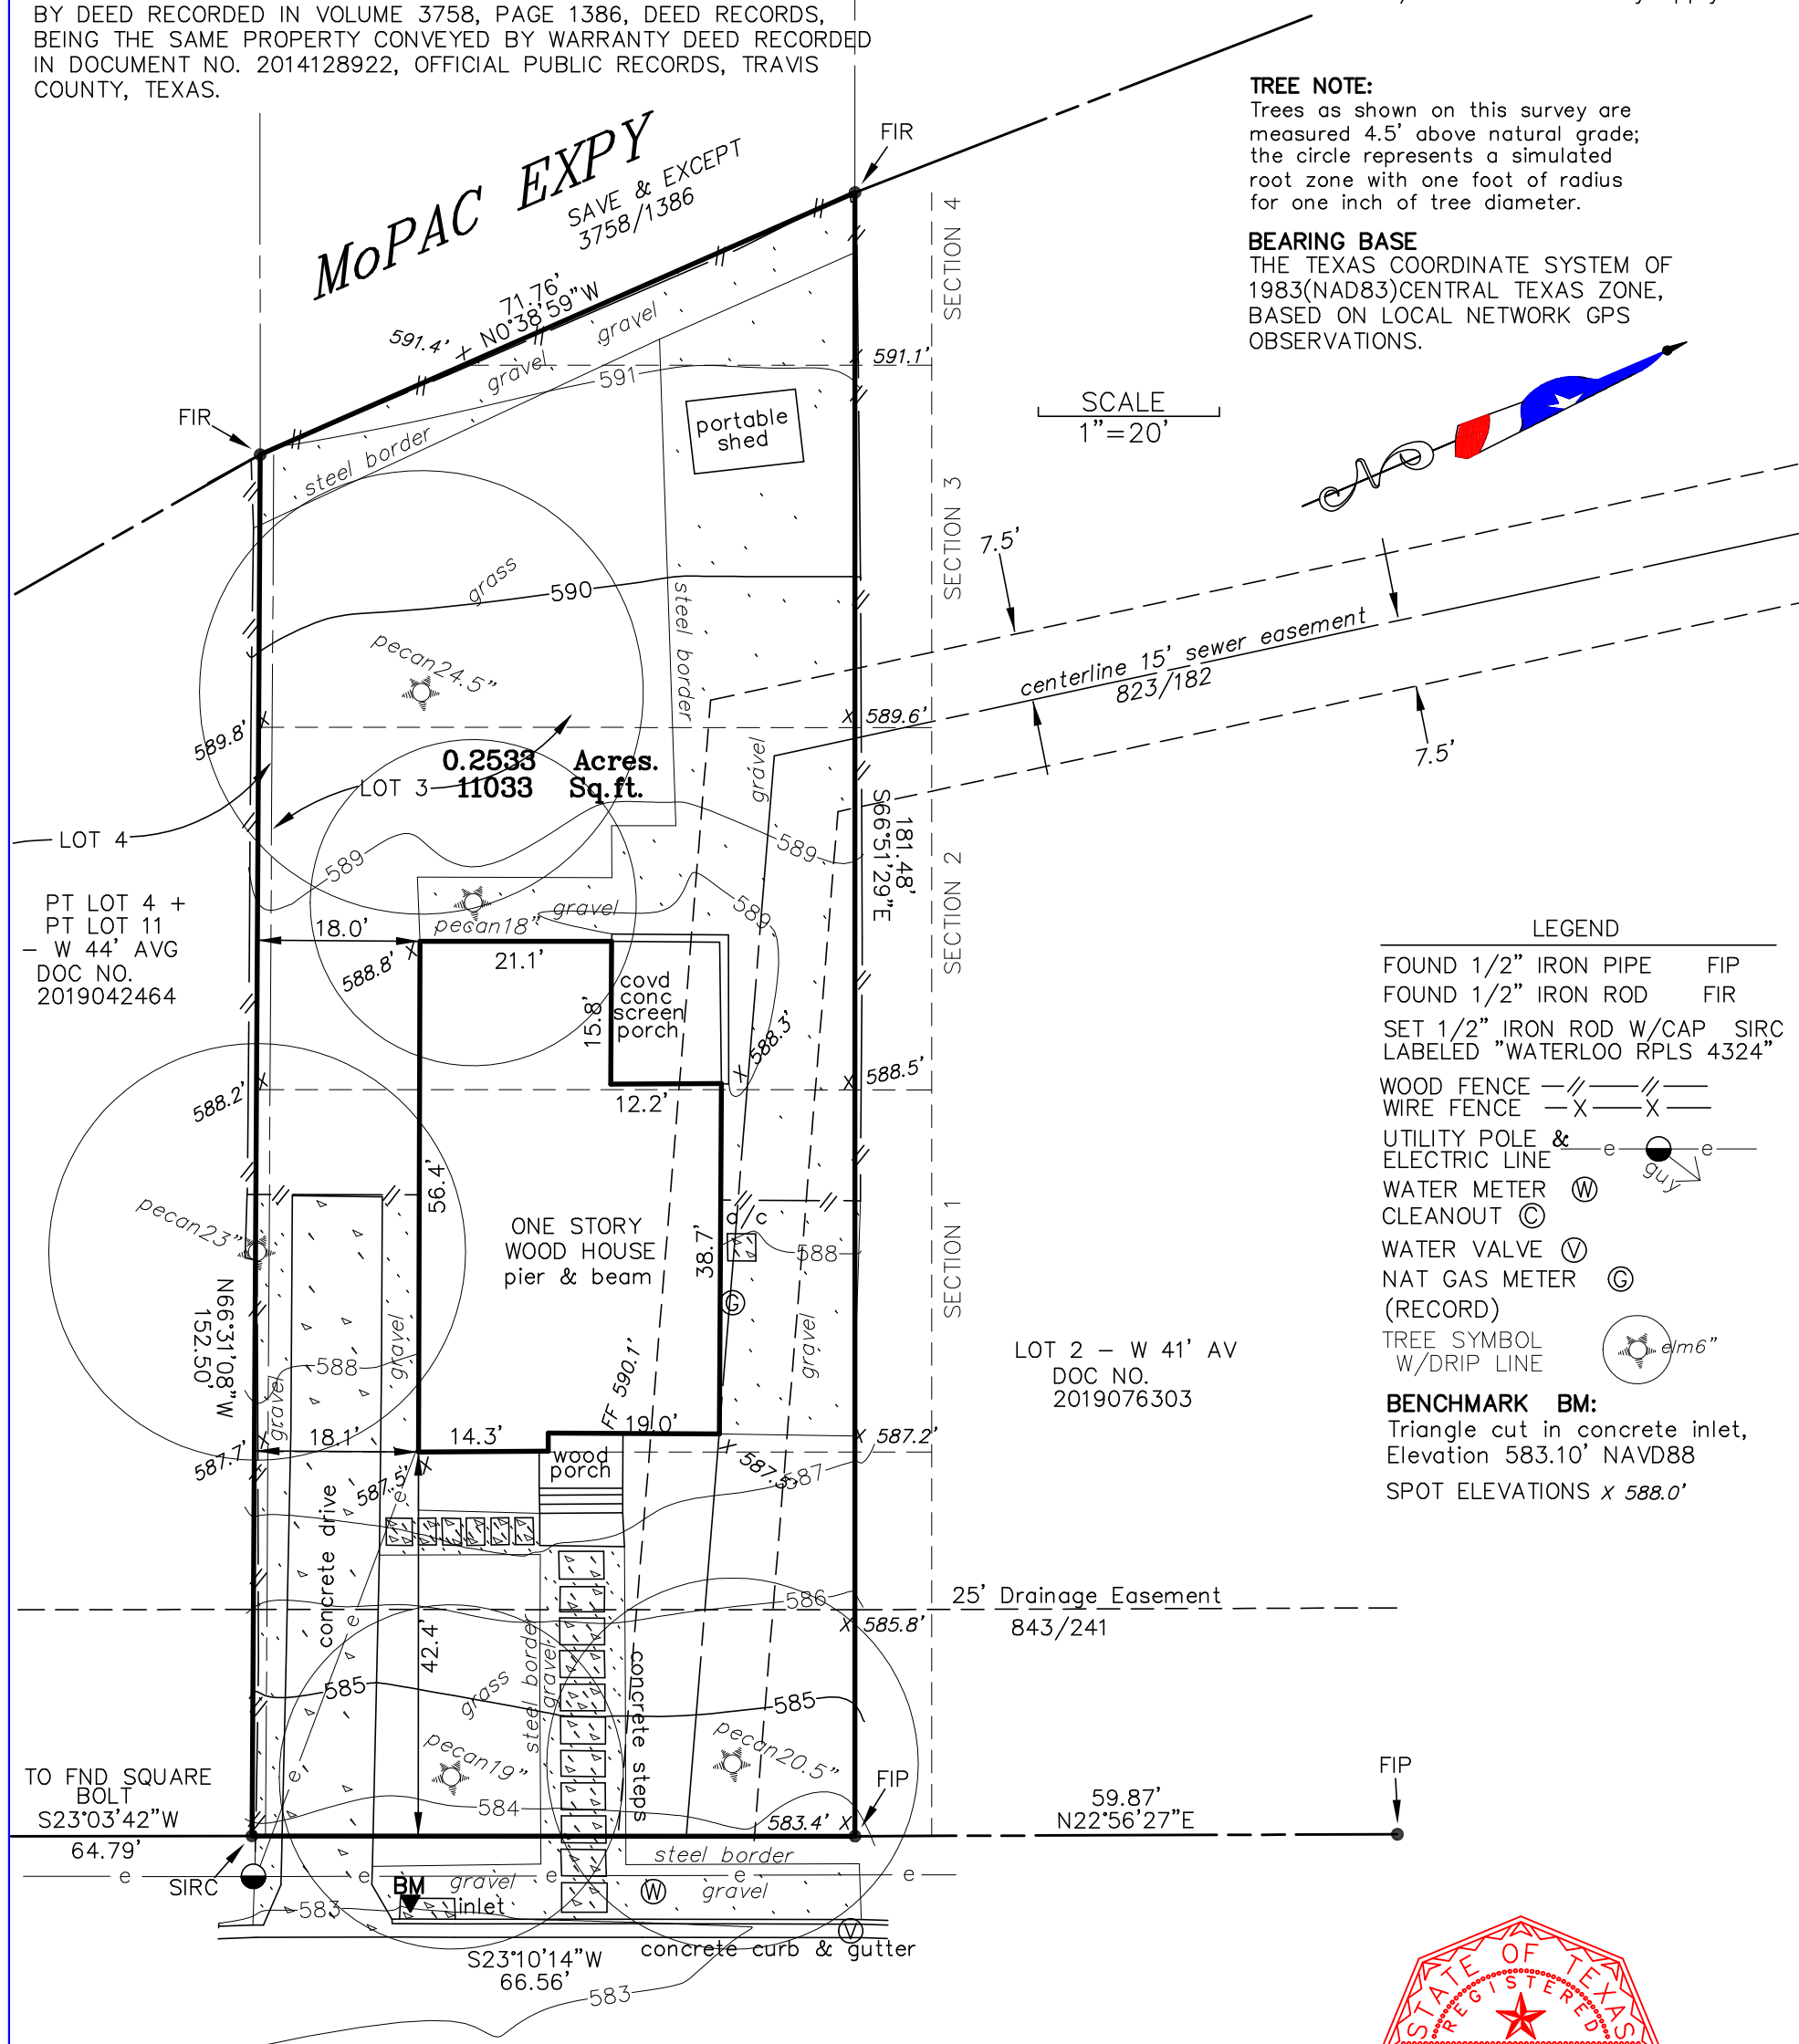 BY DEED RECORDED IN VOLUME 3758, PAGE 1386, DEED RECORDS,
BEING THE SAME PROPERTY CONVEYED BY WARRANTY DEED RECORDED
IN DOCUMENT NO. 2014128922, OFFICIAL PUBLIC RECORDS, TRAVIS
COUNTY, TEXAS.
TREE NOTE:
Trees as shown on this survey are
measured 4.5' above natural grade;
the circle represents a simulated
root zone with one foot of radius
for one inch of tree diameter.
BEARING BASE
THE TEXAS COORDINATE SYSTEM OF
1983(NAD83)CENTRAL TEXAS ZONE,
BASED ON LOCAL NETWORK GPS
OBSERVATIONS.
SCALE
1"=20'
N
MoPAC EXPY
SAVE & EXCEPT
3758/1386
FIR
71.76'
N0°38'59"W
591.4' X
gravel
gravel
591
X 591.1'
FIR
steel border
portable
shed
SECTION 4
SECTION 3
SECTION 2
SECTION 1
7.5'
7.5'
centerline 15' sewer easement
823/182
grass
590
steel border
pecan24.5"
589.8' X
X 589.6'
0.2533 Acres.
11033 Sq.ft.
LOT 3
LOT 4
gravel
589
589
589
181.48'
S66°51'29"E
PT LOT 4 +
PT LOT 11
- W 44' AVG
DOC NO.
2019042464
pecan18"
gravel
18.0'
588.8' X
21.1'
covd
conc
screen
porch
15.8'
X 588.3'
12.2'
588.2' X
X 588.5'
pecan23"
56.4'
ONE STORY
WOOD HOUSE
pier & beam
38.7'
a/c
588
G
gravel
N66°31'08"W
152.50'
588
gravel
gravel
FF 590.1'
LOT 2 - W 41' AV
DOC NO.
2019076303
587.7' X
18.1'
14.3'
19.0'
X 587.2'
wood
porch
587.5' X
X 587.5'
587
e
concrete drive
e
e
25' Drainage Easement
843/241
586
X 585.8'
42.4'
steel border
gravel
concrete steps
grass
585
585
pecan19"
pecan20.5"
584
583.4' X
FIP
FIP
59.87'
N22°56'27"E
TO FND SQUARE
BOLT
S23°03'42"W
64.79'
SIRC
steel border
e e e e e
BM
gravel
inlet
W
gravel
583
V
concrete curb & gutter
S23°10'14"W
66.56'
583
LEGEND
FOUND 1/2" IRON PIPE FIP
FOUND 1/2" IRON ROD FIR
SET 1/2" IRON ROD W/CAP SIRC
LABELED "WATERLOO RPLS 4324"
WOOD FENCE
WIRE FENCE X X
UTILITY POLE &
ELECTRIC LINE e e
guy
WATER METER W
CLEANOUT C
WATER VALVE V
NAT GAS METER G
(RECORD)
TREE SYMBOL
W/DRIP LINE
elm6"
BENCHMARK BM:
Triangle cut in concrete inlet,
Elevation 583.10' NAVD88
SPOT ELEVATIONS X 588.0'
STATE OF TEXAS
REGISTERED